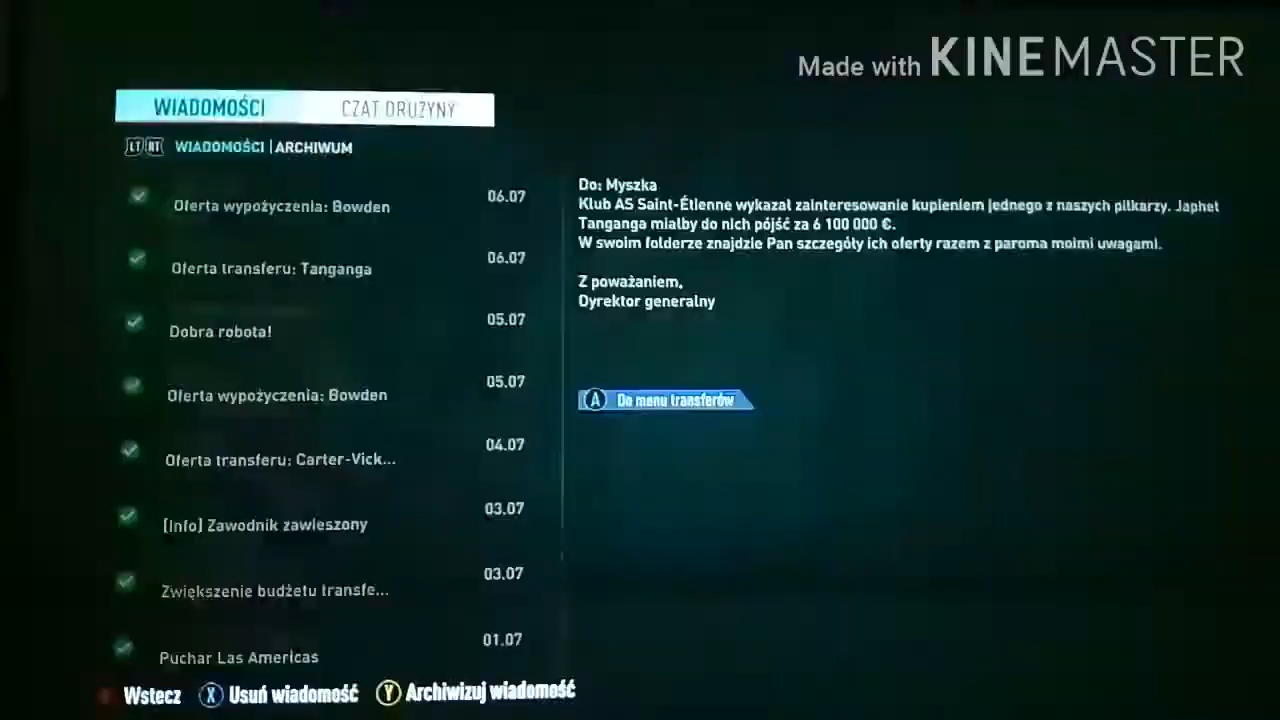 Made with KINEMASTER
WIADOMOŚCI CZAT DRUŻYNY
LT RT WIADOMOŚCI | ARCHIWUM
Oferta wypożyczenia: Bowden 06.07
Oferta transferu: Tanganga 06.07
Dobra robota! 05.07
Oferta wypożyczenia: Bowden 05.07
Oferta transferu: Carter-Vick... 04.07
[Info] Zawodnik zawieszony 03.07
Zwiększenie budżetu transfe... 03.07
Puchar Las Americas 01.07
Do: Myszka
Klub AS Saint-Étienne wykazał zainteresowanie kupieniem jednego z naszych piłkarzy. Japhet
Tanganga miałby do nich pójść za 6 100 000 €.
W swoim folderze znajdzie Pan szczegóły ich oferty razem z paroma moimi uwagami.
Z poważaniem,
Dyrektor generalny
A Do menu transferów
Wstecz X Usuń wiadomość Y Archiwizuj wiadomość